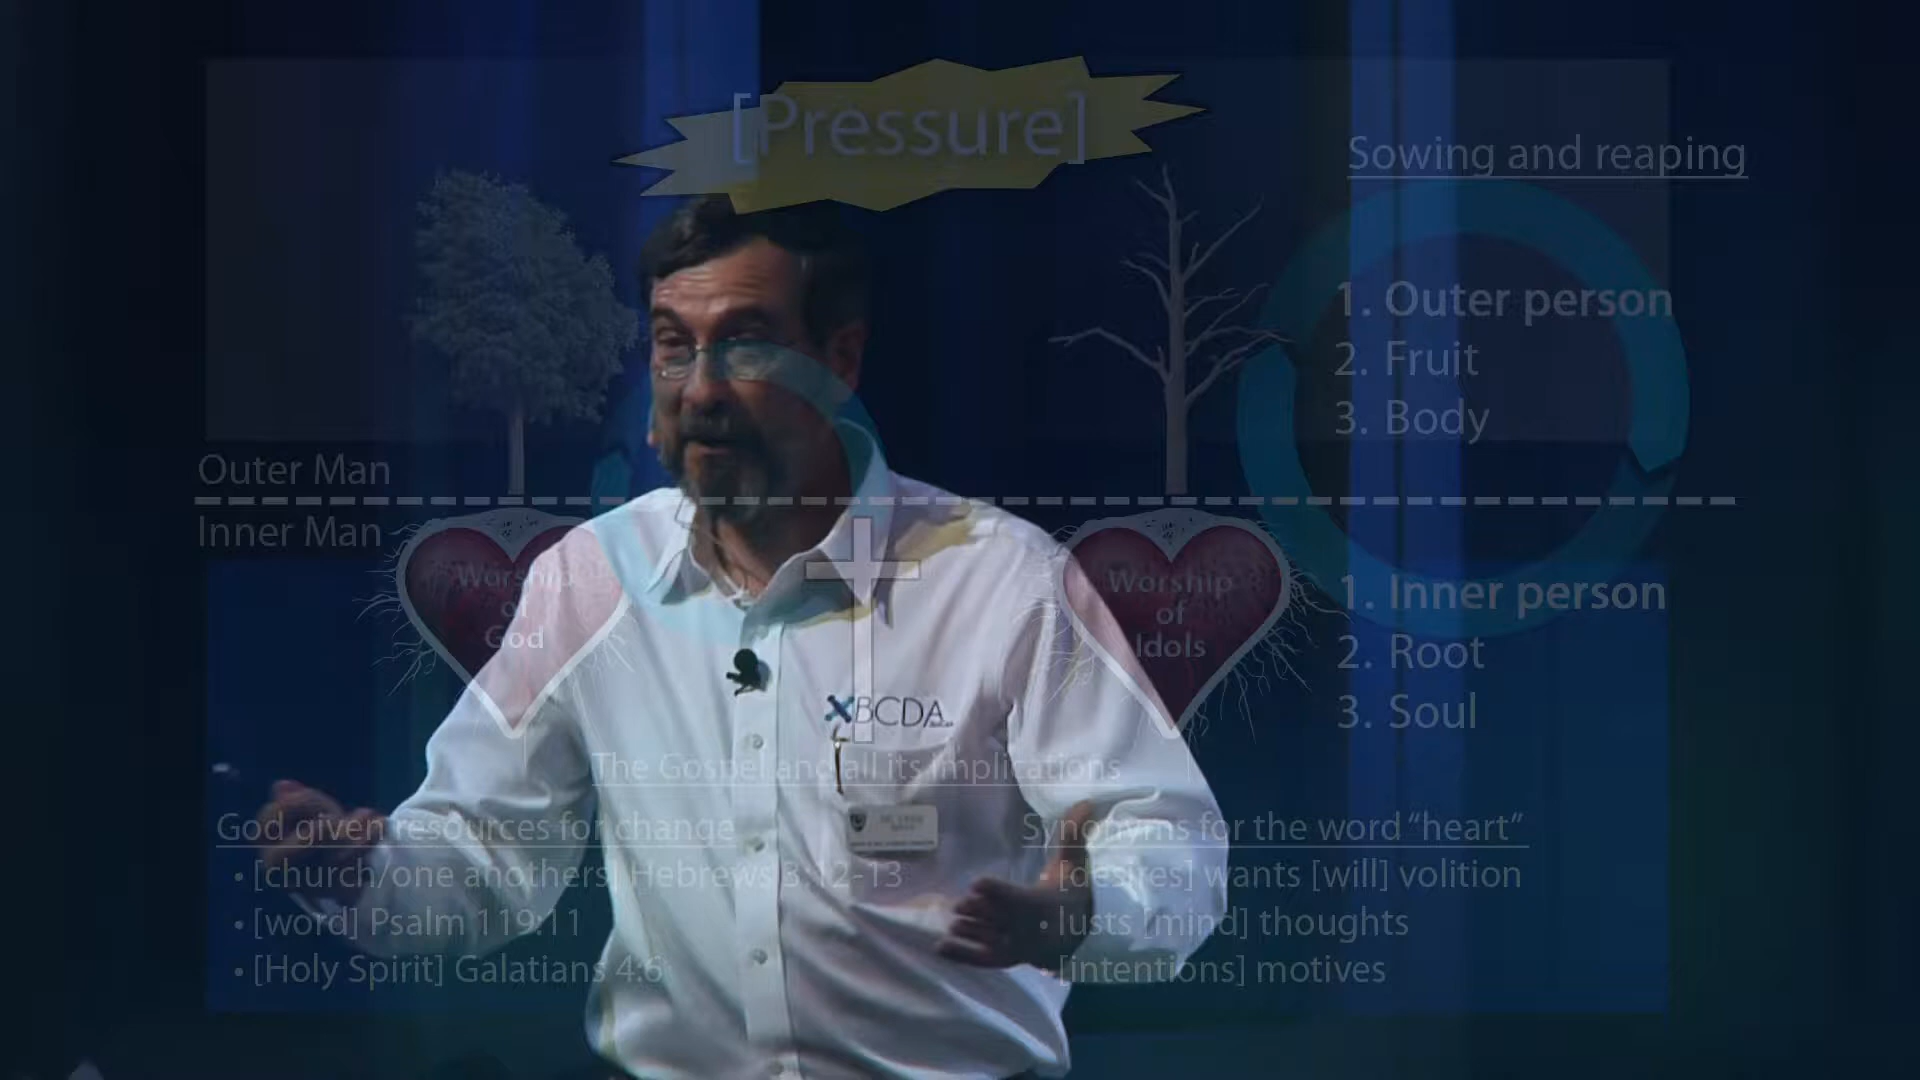 [Pressure]
Sowing and reaping
1. Outer person
2. Fruit
3. Body
Outer Man
Inner Man
Worship
of
God
Worship
of
Idols
1. Inner person
2. Root
3. Soul
BCDA
The Gospel and all its implications
God given resources for change
• [church/one anothers] Hebrews 3:12-13
• [word] Psalm 119:11
• [Holy Spirit] Galatians 4:6
Synonyms for the word “heart”
• [desires] wants [will] volition
• lusts [mind] thoughts
• [intentions] motives